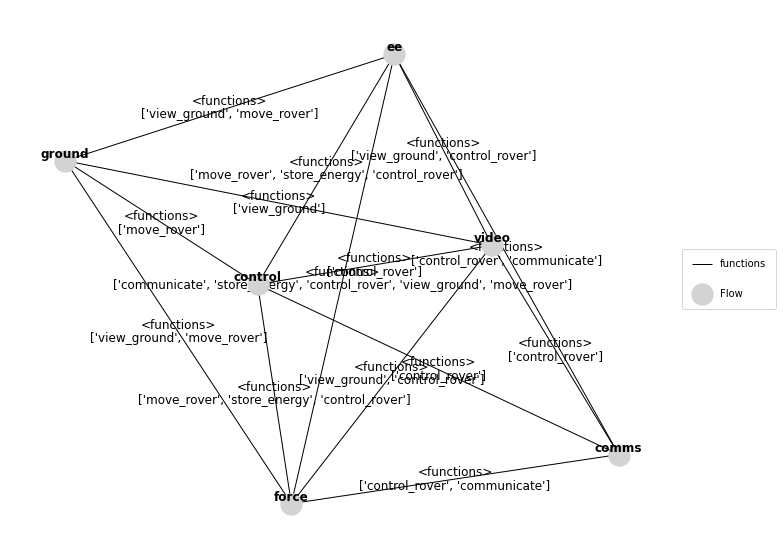 ee
<functions>
['view_ground', 'move_rover']
<functions>
['view_ground', 'control_rover']
ground
<functions>
['move_rover', 'store_energy', 'control_rover']
<functions>
['view_ground']
<functions>
['move_rover']
video
<functions>
['control_rover', 'communicate']
<functions>
['control_rover']
control
<functions>
['communicate', 'store_energy', 'control_rover', 'view_ground', 'move_rover']
functions
Flow
<functions>
['view_ground', 'move_rover']
<functions>
['control_rover']
<functions>
['control_rover']
<functions>
['view_ground', 'control_rover']
<functions>
['move_rover', 'store_energy', 'control_rover']
comms
<functions>
['control_rover', 'communicate']
force